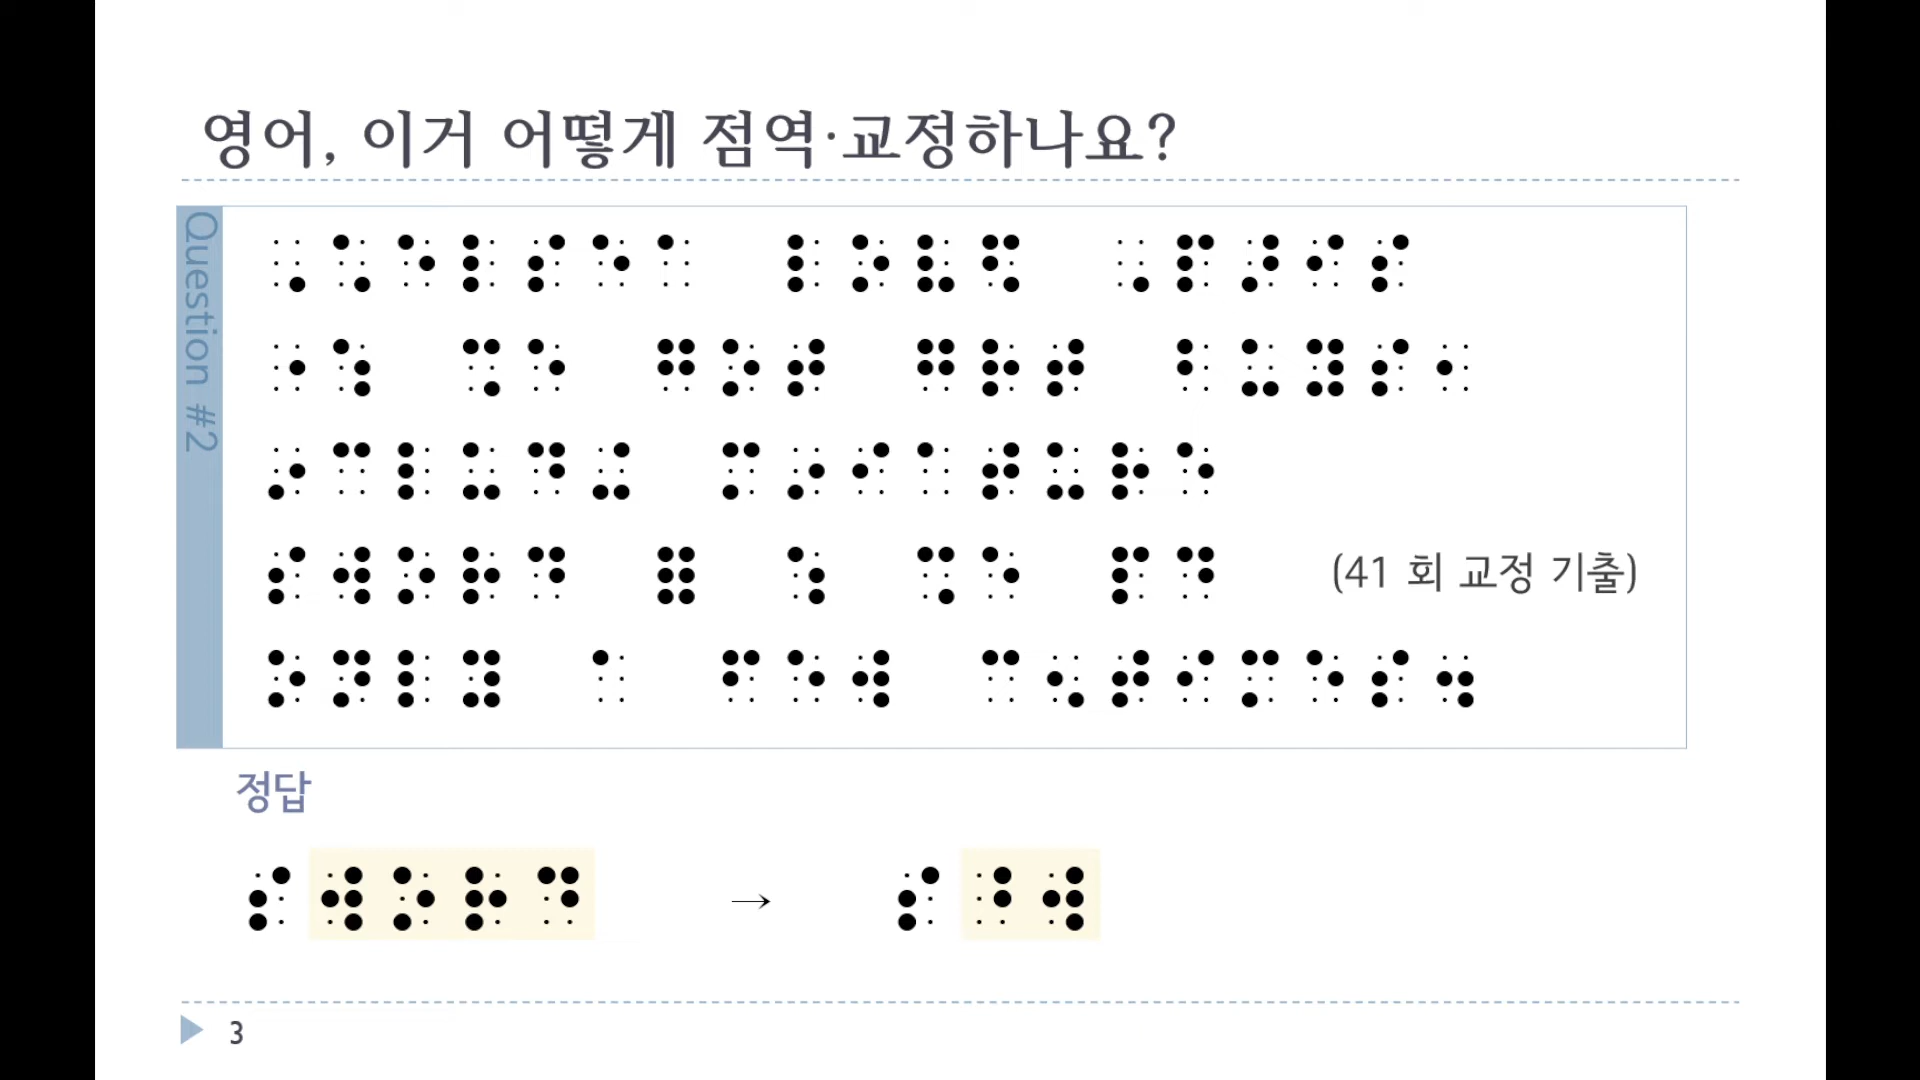 영어, 이거 어떻게 점역·교정하나요?
Question #2
⠠⠡⠑⠇⠎⠑⠁ ⠇⠕⠧⠫ ⠠⠏⠜⠊⠎
⠐⠱ ⠩⠑ ⠛⠕⠞ ⠛⠗⠞ ⠃⠥⠽⠎⠂
⠔⠉⠇⠥⠙⠬ ⠍⠔⠊⠁⠞⠥⠗⠑
⠎⠺⠕⠗⠙ ⠿ ⠱ ⠩⠑ ⠏⠙ (41 회 교정 기출)
⠕⠝⠇⠽ ⠁ ⠋⠑⠺ ⠉⠢⠞⠊⠍⠑⠎⠲
정답
⠎⠺⠕⠗⠙ → ⠎⠘⠺
3